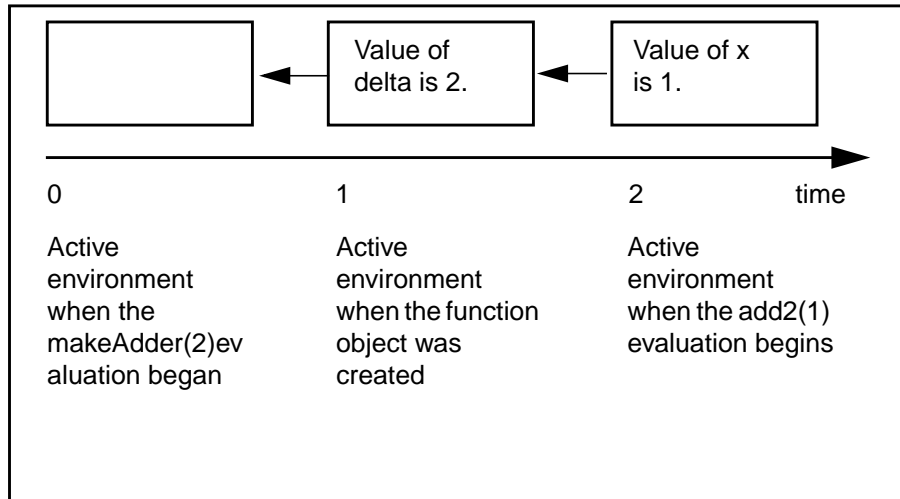 Value of
delta is 2.
Value of x
is 1.
0
1
2
time
Active
environment
when the
makeAdder(2)ev
aluation began
Active
environment
when the function
object was
created
Active
environment
when the add2(1)
evaluation begins